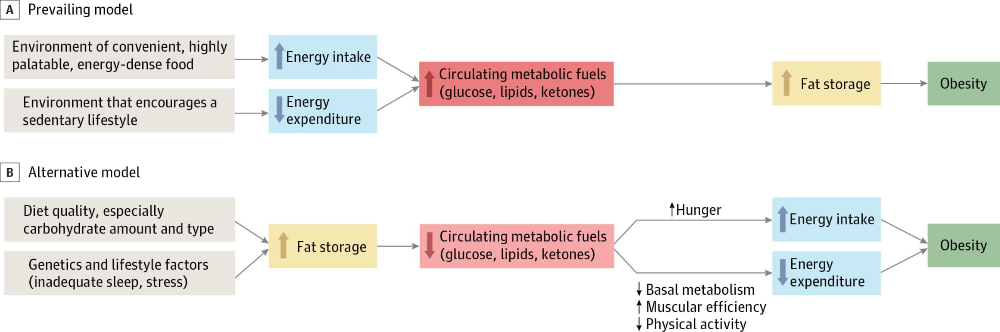 A Prevailing model
Environment of convenient, highly
palatable, energy-dense food
Energy intake
Environment that encourages a
sedentary lifestyle
Energy
expenditure
Circulating metabolic fuels
(glucose, lipids, ketones)
Fat storage
Obesity
B Alternative model
Diet quality, especially
carbohydrate amount and type
Genetics and lifestyle factors
(inadequate sleep, stress)
Fat storage
Circulating metabolic fuels
(glucose, lipids, ketones)
↑Hunger
Energy intake
↓ Basal metabolism
↑ Muscular efficiency
↓ Physical activity
Energy
expenditure
Obesity